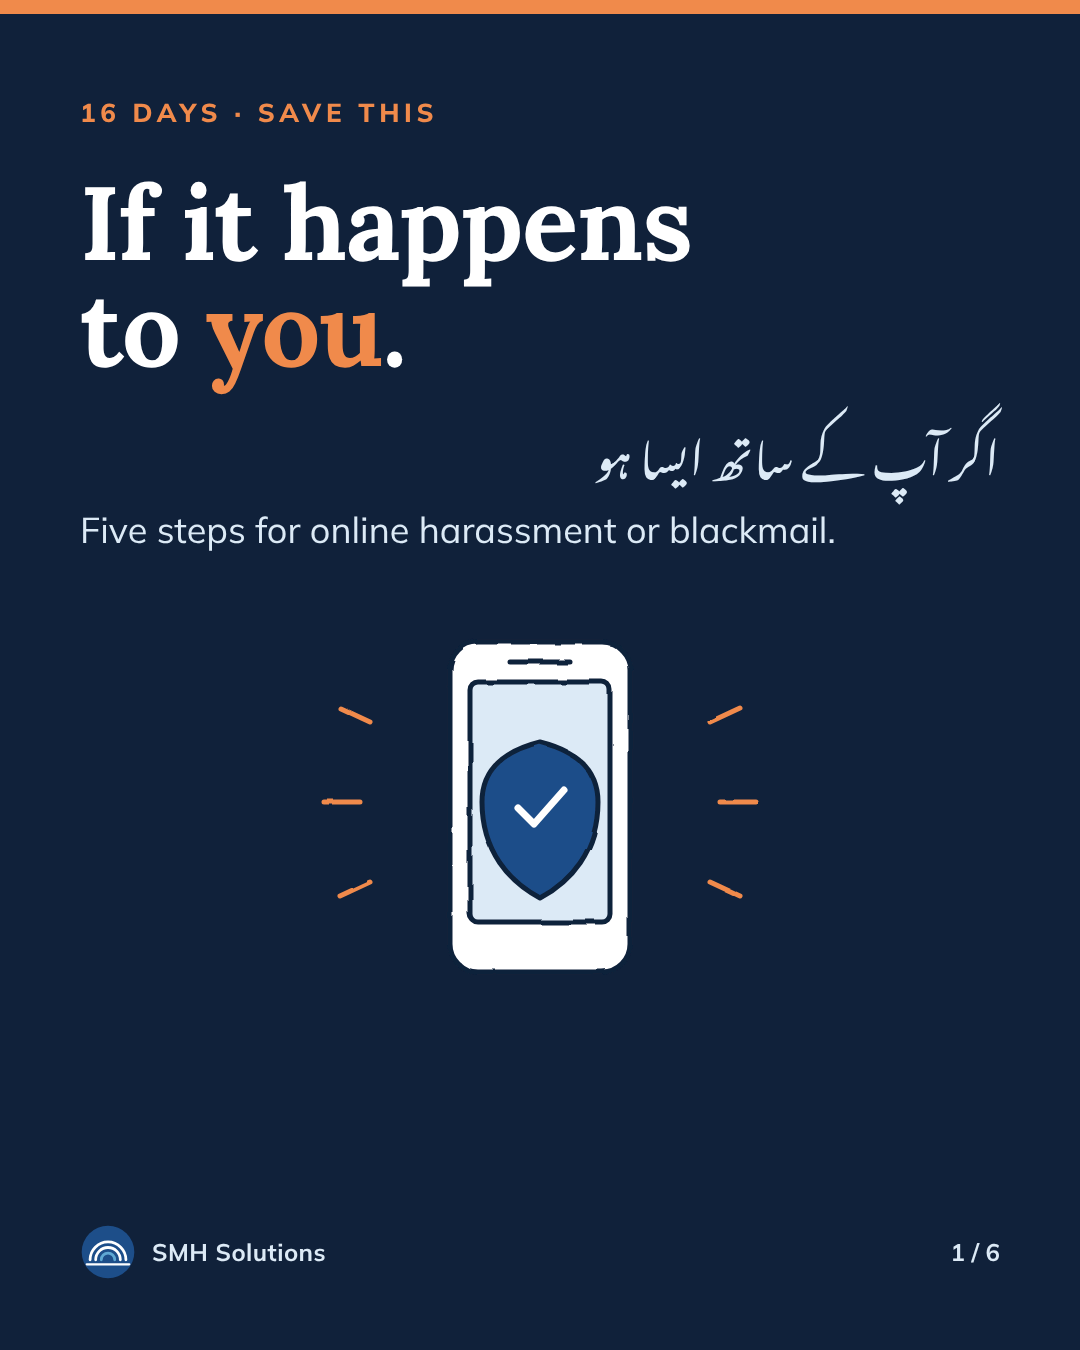 16 DAYS · SAVE THIS
If it happens
to you.
اگر آپ کے ساتھ ایسا ہو
Five steps for online harassment or blackmail.
SMH Solutions
1 / 6